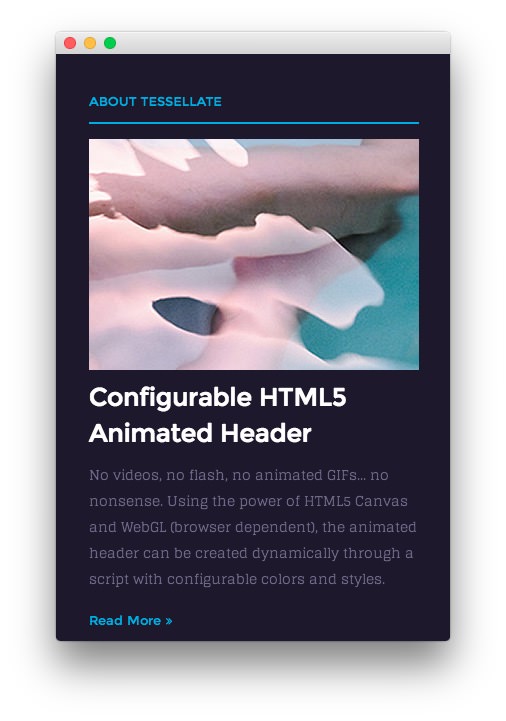 ABOUT TESSELLATE
Configurable HTML5
Animated Header
No videos, no flash, no animated GIFs... no
nonsense. Using the power of HTML5 Canvas
and WebGL (browser dependent), the animated
header can be created dynamically through a
script with configurable colors and styles.
Read More »